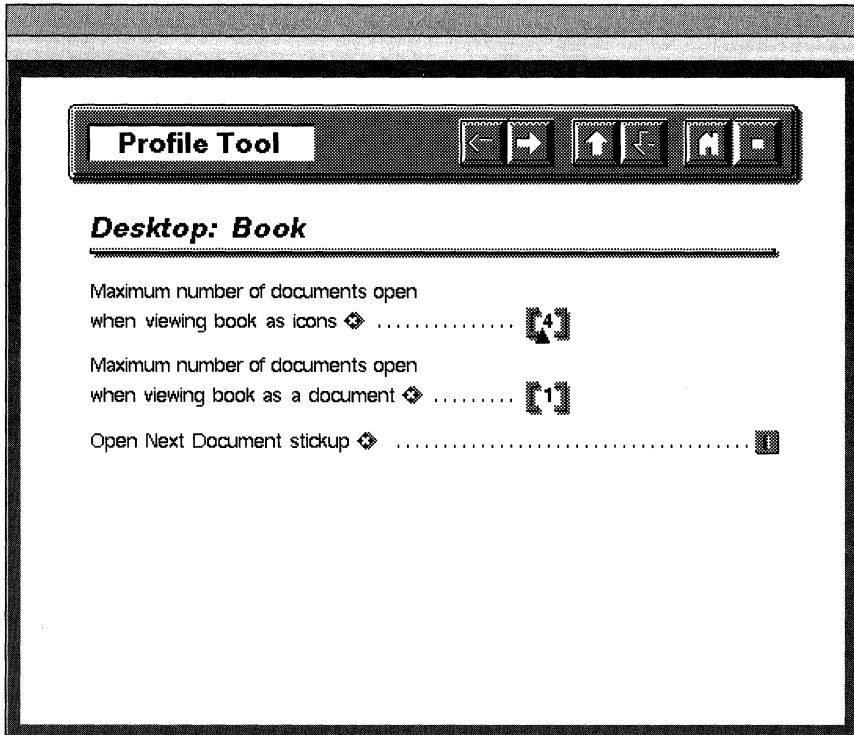 Profile Tool
Desktop: Book
Maximum number of documents open
when viewing book as icons ............... [4]
Maximum number of documents open
when viewing book as a document ......... [1]
Open Next Document stickup .....................................